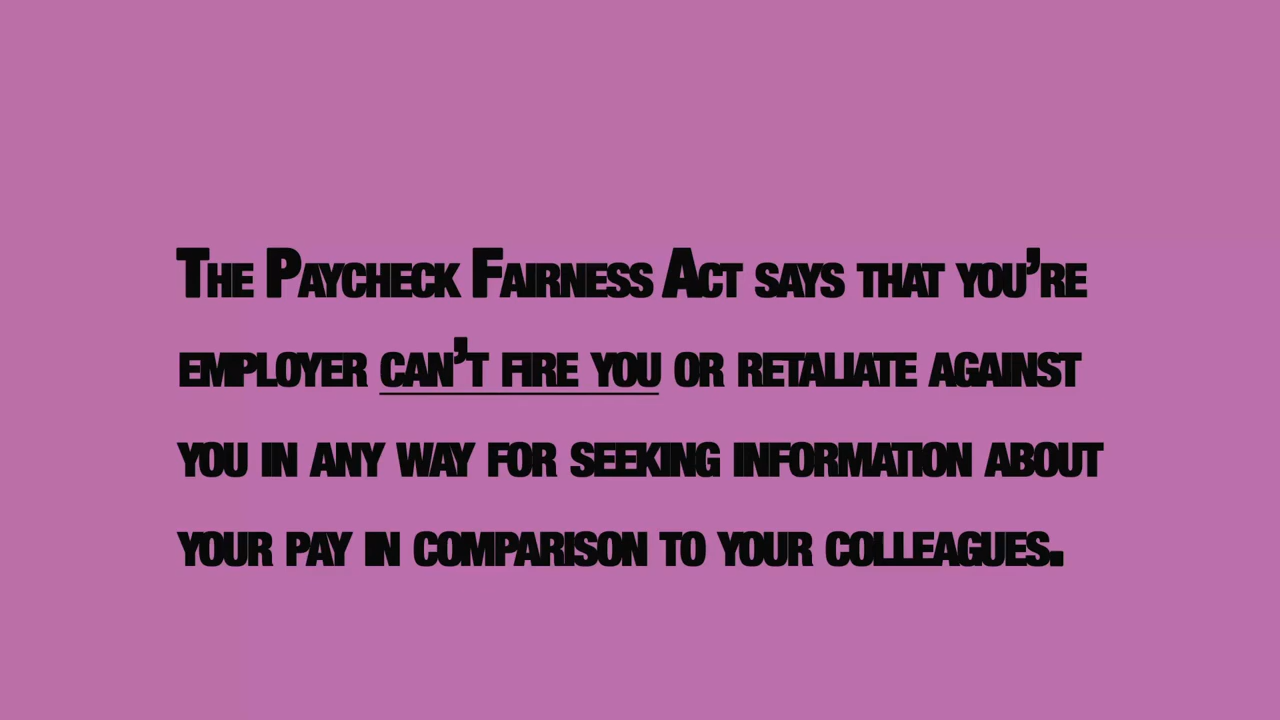 The Paycheck Fairness Act says that you're
employer can't fire you or retaliate against
you in any way for seeking information about
your pay in comparison to your colleagues.